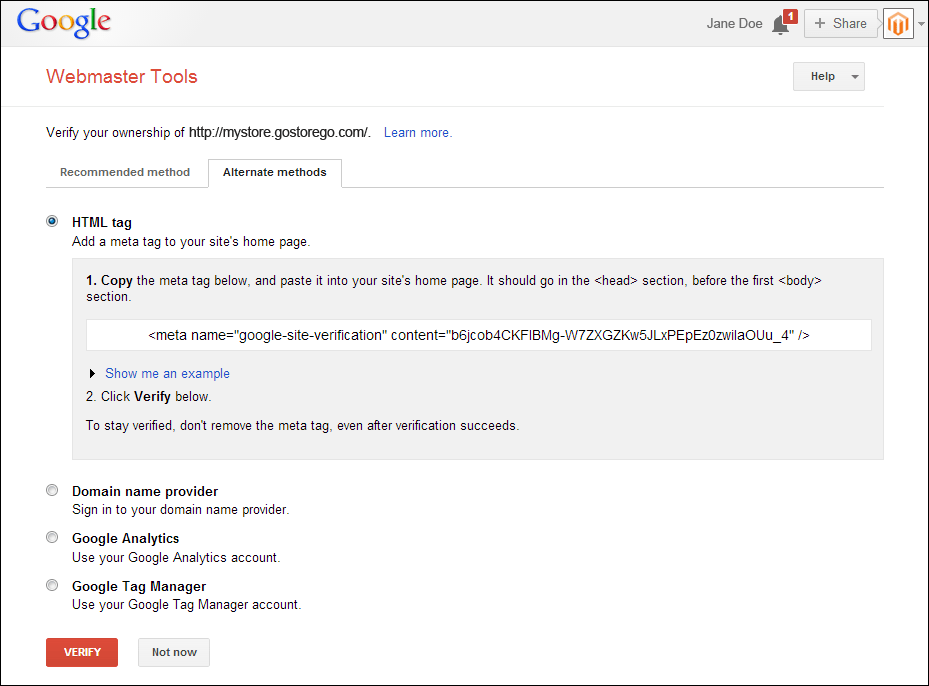 Google
Jane Doe
1
+ Share
Webmaster Tools
Help
Verify your ownership of http://mystore.gostorego.com/. Learn more.
Recommended method
Alternate methods
HTML tag
Add a meta tag to your site's home page.
1. Copy the meta tag below, and paste it into your site's home page. It should go in the <head> section, before the first <body>
section.
<meta name="google-site-verification" content="b6jcob4CKFIBMg-W7ZXGZKw5JLxPEpEz0zwilaOUu_4" />
Show me an example
2. Click Verify below.
To stay verified, don't remove the meta tag, even after verification succeeds.
Domain name provider
Sign in to your domain name provider.
Google Analytics
Use your Google Analytics account.
Google Tag Manager
Use your Google Tag Manager account.
VERIFY
Not now